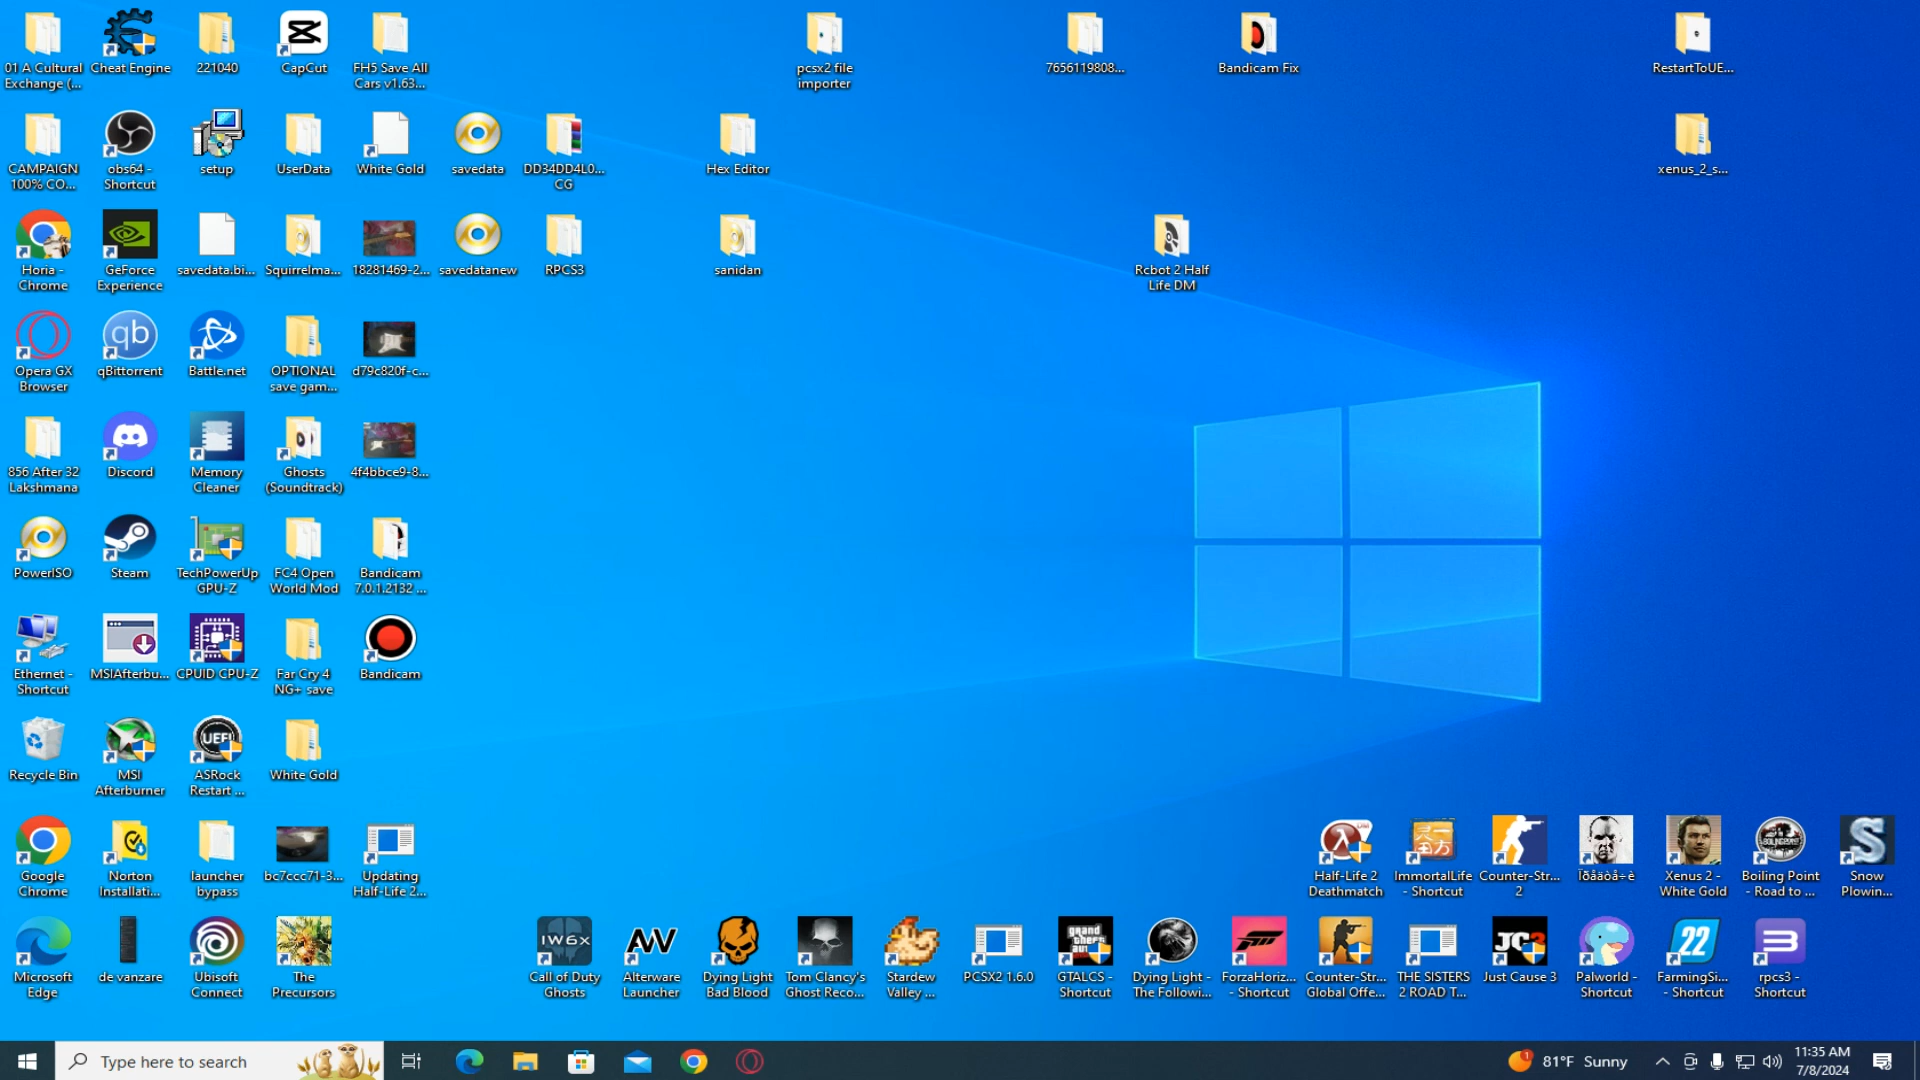 01 A Cultural
Exchange (...
Cheat Engine
221040
CapCut
FH5 Save All
Cars v1.63...
pcsx2 file
importer
7656119808...
Bandicam Fix
RestartToUE...
CAMPAIGN
100% CO...
obs64 -
Shortcut
setup
UserData
White Gold
savedata
DD34DD4L0...
CG
Hex Editor
xenus_2_s...
Horia -
Chrome
GeForce
Experience
savedata.bi...
Squirrelma...
18281469-2...
savedatanew
RPCS3
sanidan
Rcbot 2 Half
Life DM
Opera GX
Browser
qb
qBittorrent
Battle.net
OPTIONAL
save gam...
d79c820f-c...
856 After 32
Lakshmana
Discord
Memory
Cleaner
Ghosts
(Soundtrack)
4f4bbce9-8...
PowerISO
Steam
TechPowerUp
GPU-Z
FC4 Open
World Mod
Bandicam
7.0.1.2132 ...
Ethernet -
Shortcut
MSIAfterbu...
CPUID CPU-Z
Far Cry 4
NG+ save
Bandicam
Recycle Bin
MSI
Afterburner
UEFI
ASRock
Restart ...
White Gold
Google
Chrome
Norton
Installati...
launcher
bypass
bc7ccc71-3...
Updating
Half-Life 2...
Half-Life 2
Deathmatch
ImmortalLife
- Shortcut
Counter-Str...
2
Ïðåäòå÷è
Xenus 2 -
White Gold
Boiling Point
- Road to ...
Snow
Plowin...
Microsoft
Edge
de vanzare
Ubisoft
Connect
The
Precursors
IW6x
Call of Duty
Ghosts
Alterware
Launcher
Dying Light
Bad Blood
Tom Clancy's
Ghost Reco...
Stardew
Valley ...
PCSX2 1.6.0
grand
theft
auto
GTALCS -
Shortcut
Dying Light -
The Followi...
ForzaHoriz...
- Shortcut
Counter-Str...
Global Offe...
THE SISTERS
2 ROAD T...
JC3
Just Cause 3
Palworld -
Shortcut
22
FarmingSi...
- Shortcut
rpcs3 -
Shortcut
Type here to search
1
81°F Sunny
11:35 AM
7/8/2024